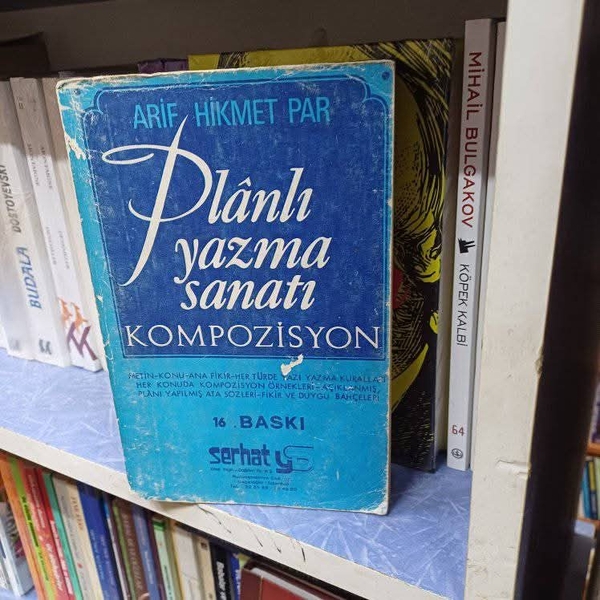 ARİF HİKMET PAR
Plânlı
yazma
sanatı
KOMPOZİSYON
METİN-KONU-ANA FİKİR-HER TÜRDE YAZI YAZMA KURALLARI
HER KONUDA KOMPOZİSYON ÖRNEKLERİ-AÇIKLANMIŞ,
PLÂNI YAPILMIŞ ATA SÖZLERİ-FİKİR VE DUYGU BAHÇELERİ
16. BASKI
serhat
MİHAİL BULGAKOV
KÖPEK KALBİ
64
BUDALA
DOSTOYEVSKİ